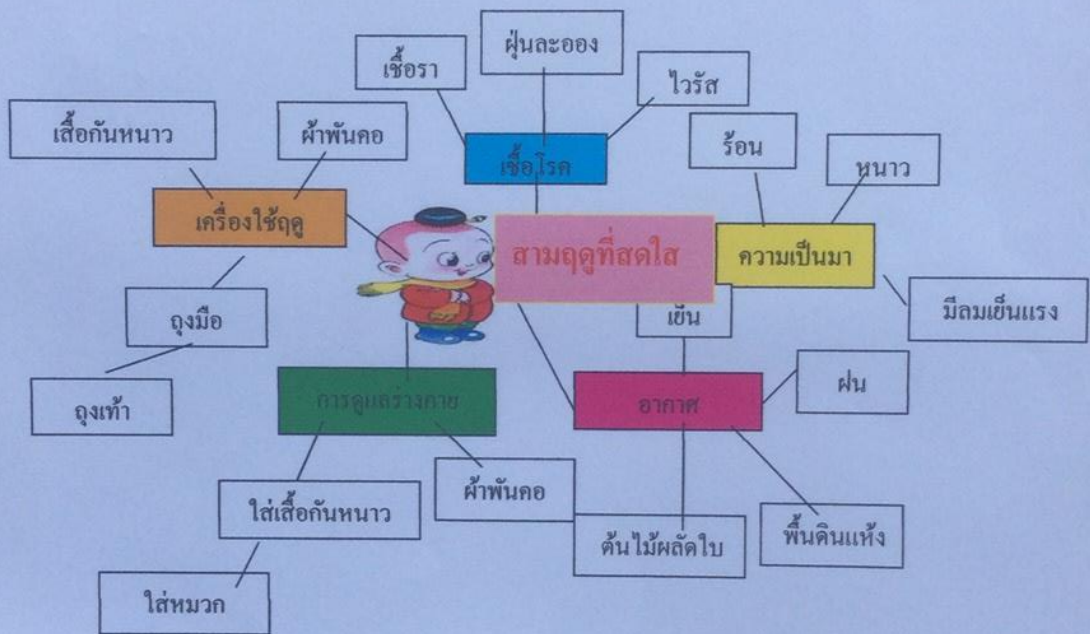 ฝุ่นละออง
เชื้อรา
ไวรัส
เสื้อกันหนาว
ผ้าพันคอ
เชื้อโรค
ร้อน
หนาว
เครื่องใช้ฤดู
สามฤดูที่สดใส
ความเป็นมา
ถุงมือ
เย็น
มีลมเย็นแรง
ถุงเท้า
การดูแลร่างกาย
อากาศ
ฝน
ใส่เสื้อกันหนาว
ผ้าพันคอ
ต้นไม้ผลัดใบ
พื้นดินแห้ง
ใส่หมวก